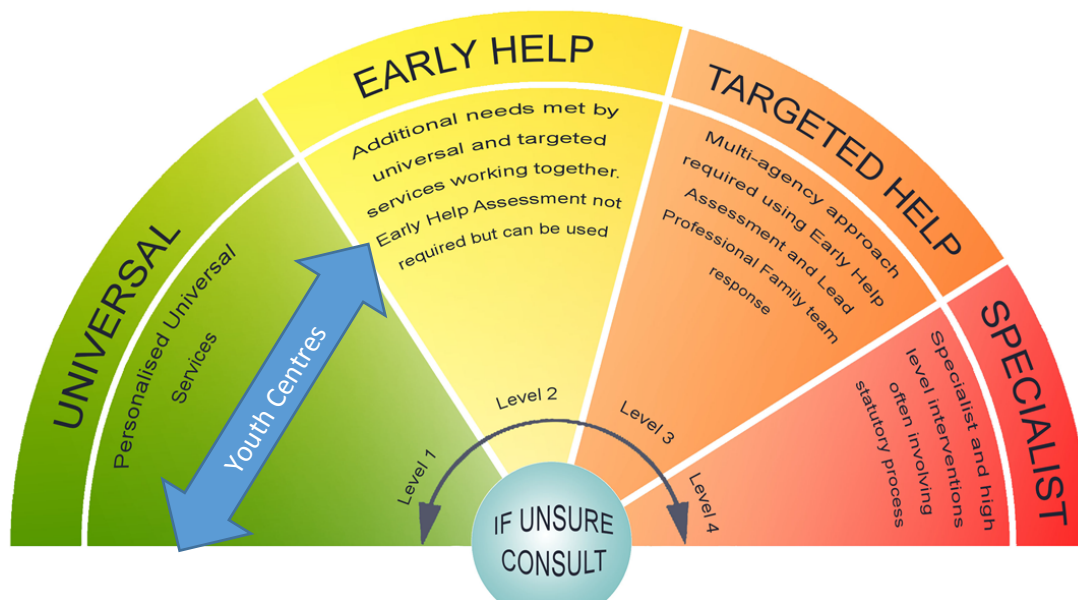 UNIVERSAL
Personalised Universal
Services
Youth Centres
Level 1
EARLY HELP
Additional needs met by
universal and targeted
services working together.
Early Help Assessment not
required but can be used
Level 2
TARGETED HELP
Multi-agency approach
required using Early Help
Assessment and Lead
Professional Family team
response
Level 3
SPECIALIST
Specialist and high
level interventions
often involving
statutory process
Level 4
IF UNSURE
CONSULT